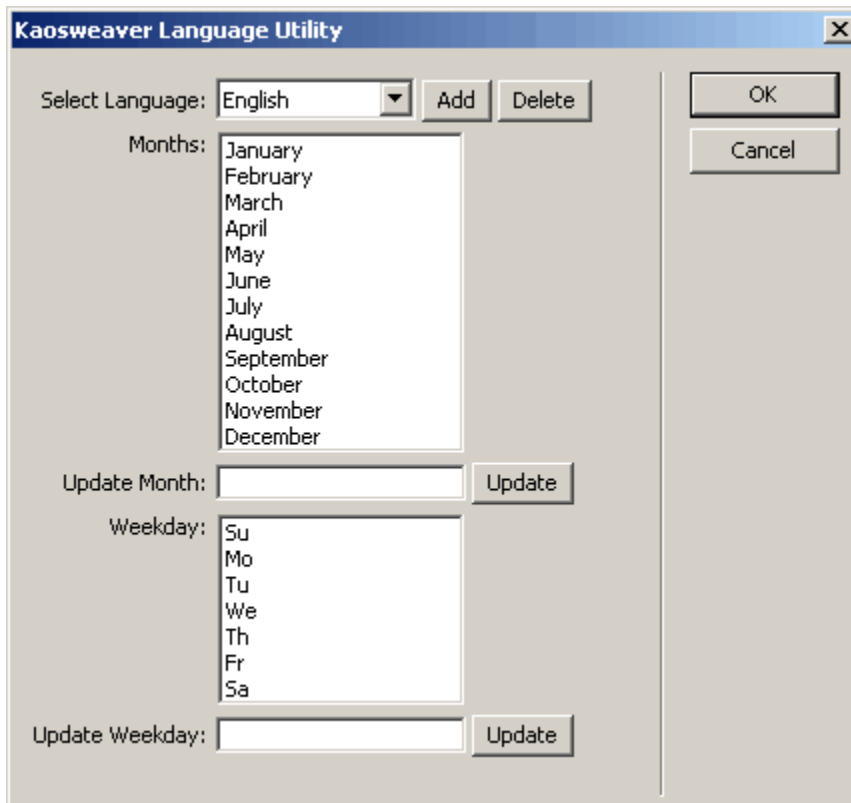 Kaosweaver Language Utility
Select Language: English Add Delete OK
Months: Cancel
January
February
March
April
May
June
July
August
September
October
November
December
Update Month: Update
Weekday:
Su
Mo
Tu
We
Th
Fr
Sa
Update Weekday: Update